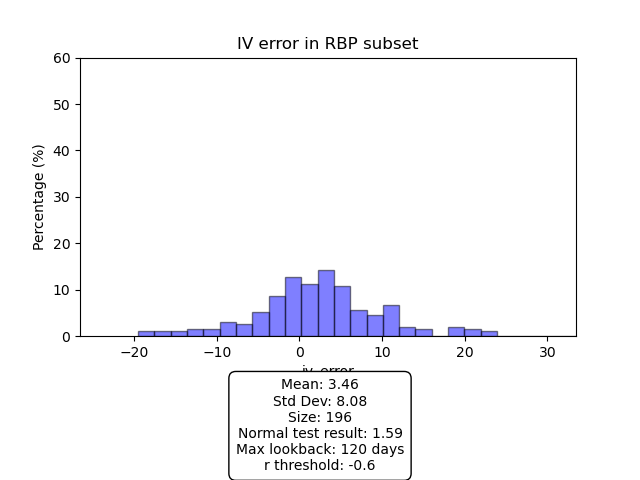 IV error in RBP subset
60
50
40
30
20
10
0
Percentage (%)
−20
−10
0
10
20
30
iv_error
Mean: 3.46
Std Dev: 8.08
Size: 196
Normal test result: 1.59
Max lookback: 120 days
r threshold: -0.6